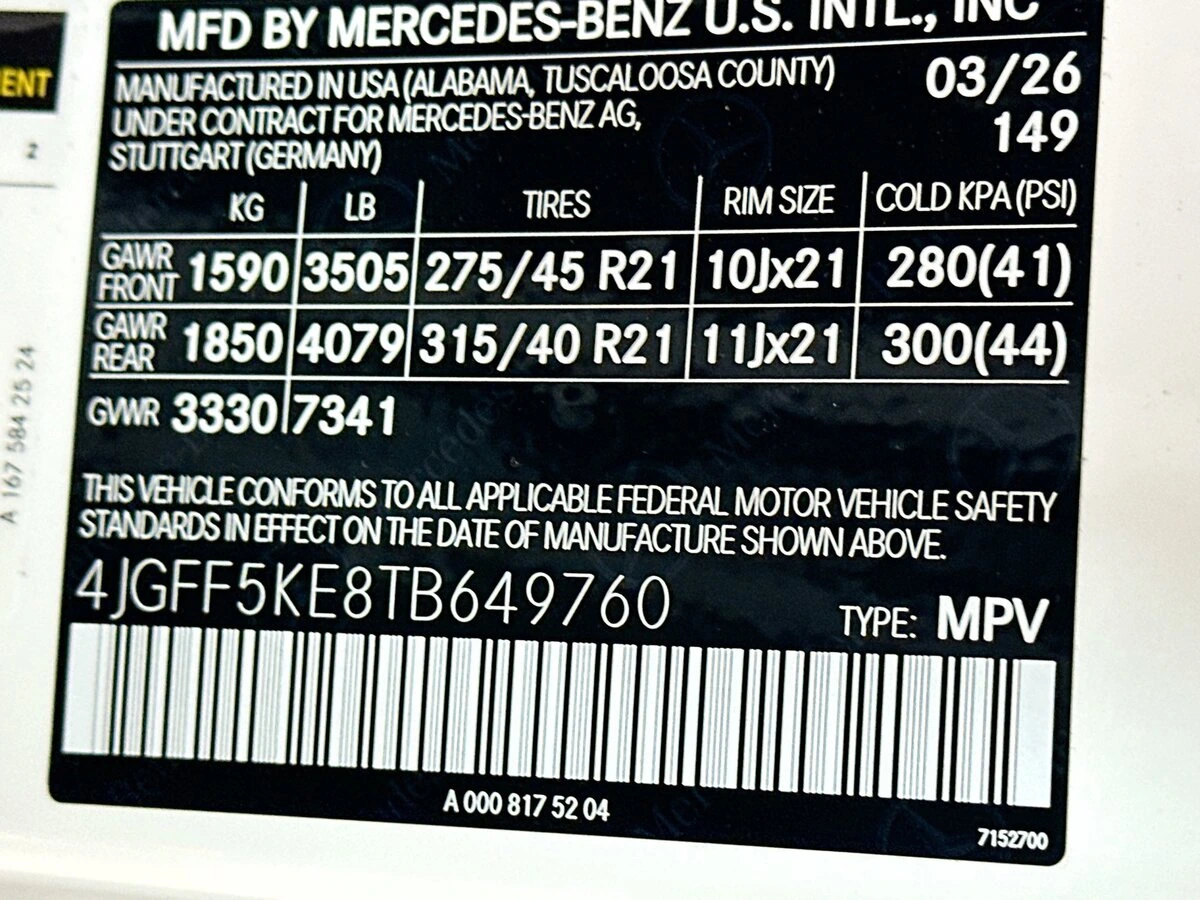 MFD BY MERCEDES-BENZ U.S. INTL., INC
MANUFACTURED IN USA (ALABAMA, TUSCALOOSA COUNTY) 03/26
UNDER CONTRACT FOR MERCEDES-BENZ AG, 149
STUTTGART (GERMANY)
KG LB TIRES RIM SIZE COLD KPA (PSI)
GAWR FRONT 1590 3505 275/45 R21 10Jx21 280(41)
GAWR REAR 1850 4079 315/40 R21 11Jx21 300(44)
GVWR 3330 7341
THIS VEHICLE CONFORMS TO ALL APPLICABLE FEDERAL MOTOR VEHICLE SAFETY
STANDARDS IN EFFECT ON THE DATE OF MANUFACTURE SHOWN ABOVE.
4JGFF5KE8TB649760 TYPE: MPV
A 000 817 52 04
7152700
ENT
2
A 167 584 25 24